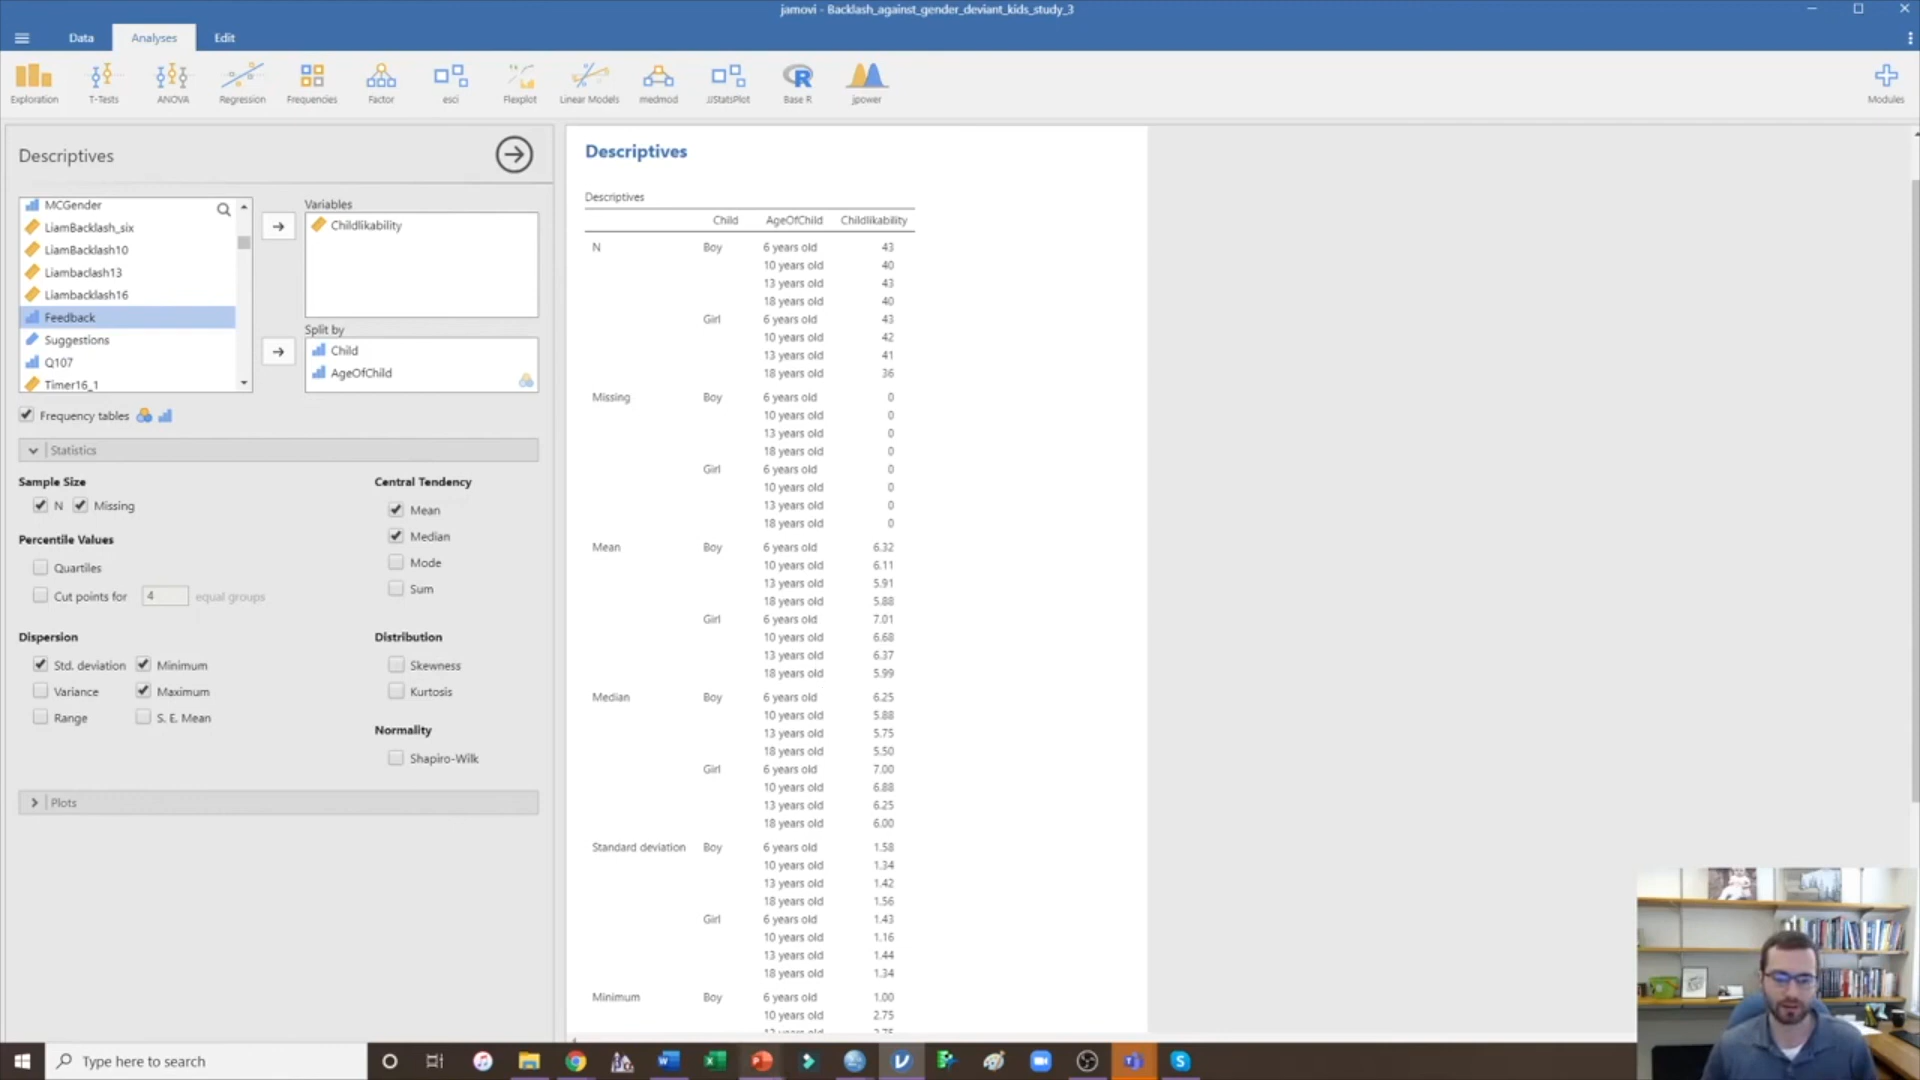 jamovi - Backlash_against_gender_deviant_kids_study_3
Data Analyses Edit
Exploration T-Tests ANOVA Regression Frequencies Factor esci Flexplot Linear Models medmod JJStatsPlot Base R jpower Modules
Descriptives
MCGender
LiamBacklash_six
LiamBacklash10
Liambaclash13
Liambacklash16
Feedback
Suggestions
Q107
Timer16_1
Variables
Childlikability
Split by
Child
AgeOfChild
Frequency tables
Statistics
Sample Size
N Missing
Percentile Values
Quartiles
Cut points for 4 equal groups
Dispersion
Std. deviation Minimum
Variance Maximum
Range S. E. Mean
Central Tendency
Mean
Median
Mode
Sum
Distribution
Skewness
Kurtosis
Normality
Shapiro-Wilk
Plots
Descriptives
Descriptives
Child AgeOfChild Childlikability
N Boy 6 years old 43
10 years old 40
13 years old 43
18 years old 40
Girl 6 years old 43
10 years old 42
13 years old 41
18 years old 36
Missing Boy 6 years old 0
10 years old 0
13 years old 0
18 years old 0
Girl 6 years old 0
10 years old 0
13 years old 0
18 years old 0
Mean Boy 6 years old 6.32
10 years old 6.11
13 years old 5.91
18 years old 5.88
Girl 6 years old 7.01
10 years old 6.68
13 years old 6.37
18 years old 5.99
Median Boy 6 years old 6.25
10 years old 5.88
13 years old 5.75
18 years old 5.50
Girl 6 years old 7.00
10 years old 6.88
13 years old 6.25
18 years old 6.00
Standard deviation Boy 6 years old 1.58
10 years old 1.34
13 years old 1.42
18 years old 1.56
Girl 6 years old 1.43
10 years old 1.16
13 years old 1.44
18 years old 1.34
Minimum Boy 6 years old 1.00
10 years old 2.75
Type here to search